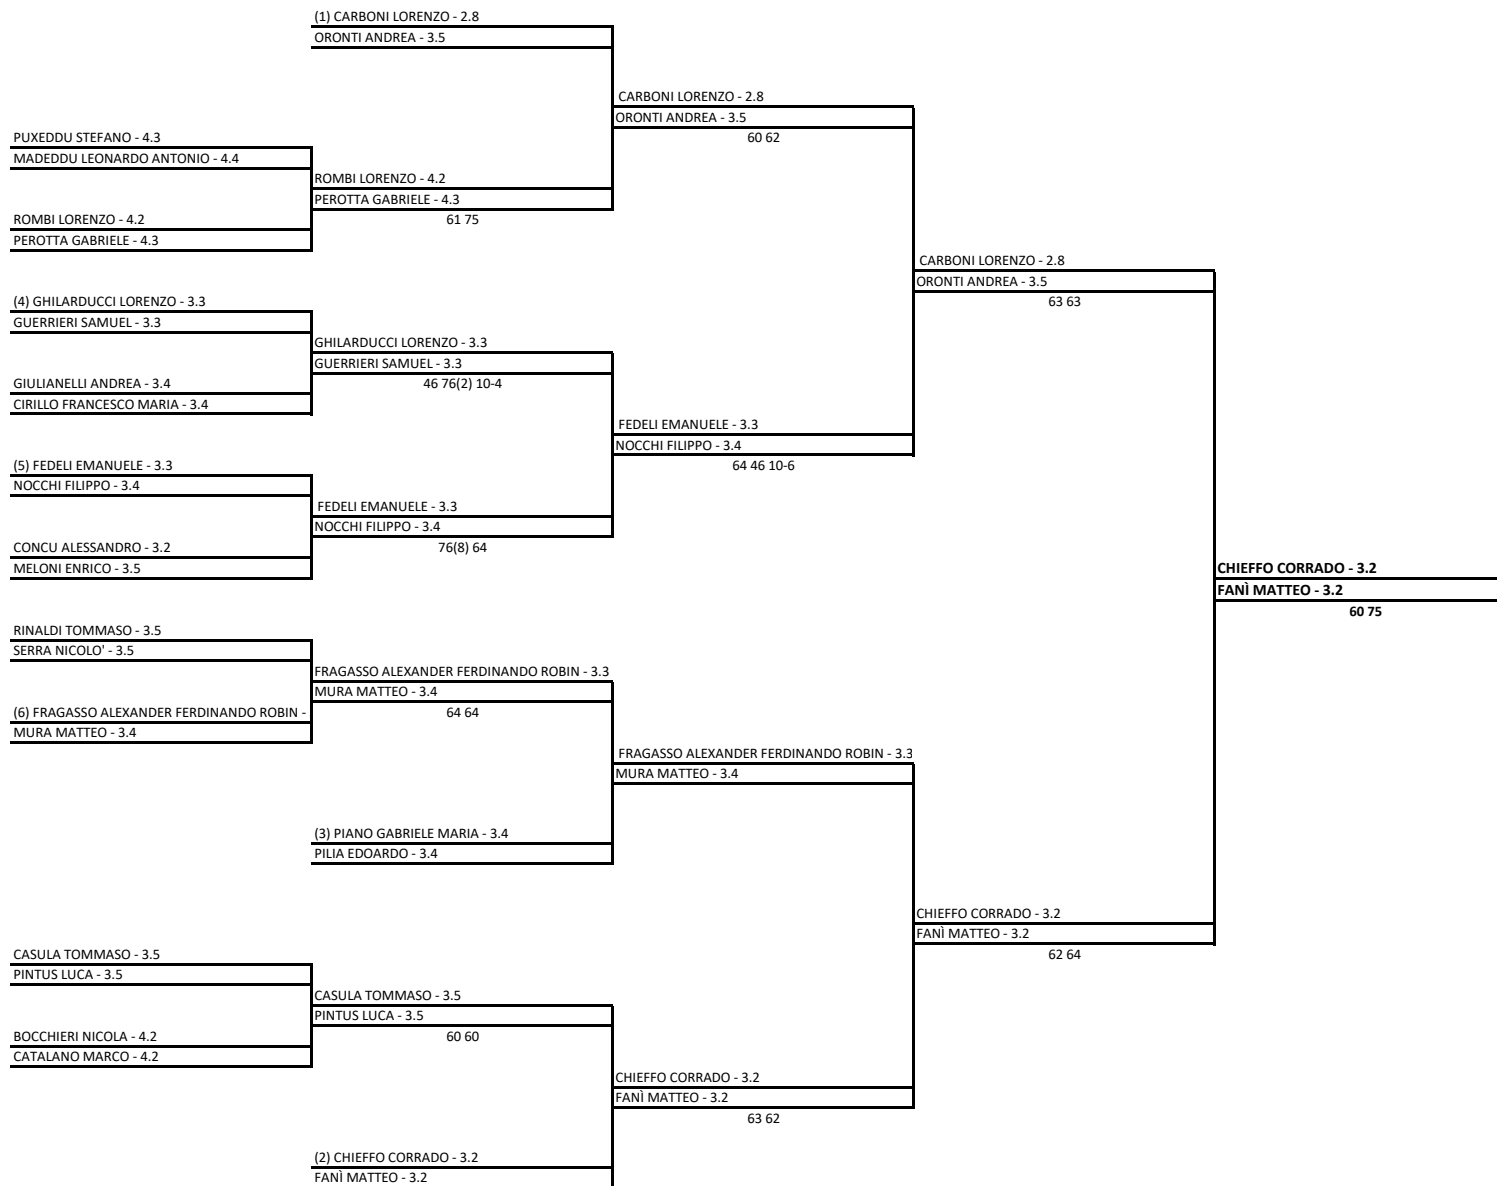 (1) CARBONI LORENZO - 2.8
ORONTI ANDREA - 3.5
CARBONI LORENZO - 2.8
ORONTI ANDREA - 3.5
60 62
PUXEDDU STEFANO - 4.3
MADEDDU LEONARDO ANTONIO - 4.4
ROMBI LORENZO - 4.2
PEROTTA GABRIELE - 4.3
61 75
ROMBI LORENZO - 4.2
PEROTTA GABRIELE - 4.3
CARBONI LORENZO - 2.8
ORONTI ANDREA - 3.5
63 63
(4) GHILARDUCCI LORENZO - 3.3
GUERRIERI SAMUEL - 3.3
GHILARDUCCI LORENZO - 3.3
GUERRIERI SAMUEL - 3.3
46 76(2) 10-4
GIULIANELLI ANDREA - 3.4
CIRILLO FRANCESCO MARIA - 3.4
FEDELI EMANUELE - 3.3
NOCCHI FILIPPO - 3.4
64 46 10-6
(5) FEDELI EMANUELE - 3.3
NOCCHI FILIPPO - 3.4
FEDELI EMANUELE - 3.3
NOCCHI FILIPPO - 3.4
76(8) 64
CONCU ALESSANDRO - 3.2
MELONI ENRICO - 3.5
CHIEFFO CORRADO - 3.2
FANÌ MATTEO - 3.2
60 75
RINALDI TOMMASO - 3.5
SERRA NICOLO' - 3.5
FRAGASSO ALEXANDER FERDINANDO ROBIN - 3.3
MURA MATTEO - 3.4
64 64
(6) FRAGASSO ALEXANDER FERDINANDO ROBIN -
MURA MATTEO - 3.4
FRAGASSO ALEXANDER FERDINANDO ROBIN - 3.3
MURA MATTEO - 3.4
(3) PIANO GABRIELE MARIA - 3.4
PILIA EDOARDO - 3.4
CHIEFFO CORRADO - 3.2
FANÌ MATTEO - 3.2
62 64
CASULA TOMMASO - 3.5
PINTUS LUCA - 3.5
CASULA TOMMASO - 3.5
PINTUS LUCA - 3.5
60 60
BOCCHIERI NICOLA - 4.2
CATALANO MARCO - 4.2
CHIEFFO CORRADO - 3.2
FANÌ MATTEO - 3.2
63 62
(2) CHIEFFO CORRADO - 3.2
FANÌ MATTEO - 3.2